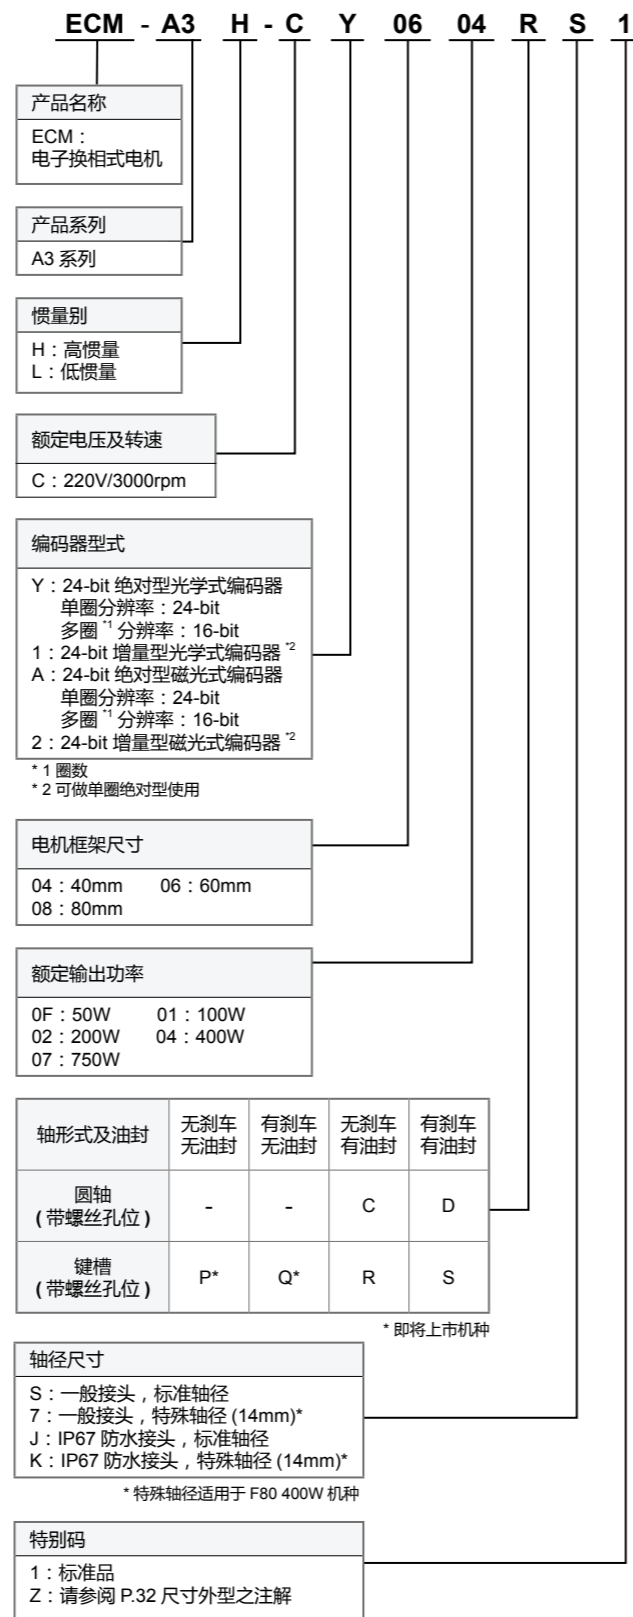 ECM - A3 H - C Y 06 04 R S 1
产品名称
ECM：
电子换相式电机
产品系列
A3 系列
惯量别
H：高惯量
L：低惯量
额定电压及转速
C：220V/3000rpm
编码器型式
Y：24-bit 绝对型光学式编码器
单圈分辨率：24-bit
多圈 *1 分辨率：16-bit
1：24-bit 增量型光学式编码器 *2
A：24-bit 绝对型磁光式编码器
单圈分辨率：24-bit
多圈 *1 分辨率：16-bit
2：24-bit 增量型磁光式编码器 *2
* 1 圈数
* 2 可做单圈绝对型使用
电机框架尺寸
04：40mm 06：60mm
08：80mm
额定输出功率
0F：50W 01：100W
02：200W 04：400W
07：750W
轴形式及油封 无刹车 有刹车 无刹车 有刹车
无油封 无油封 有油封 有油封
圆轴
(带螺丝孔位) - - C D
键槽
(带螺丝孔位) P* Q* R S
* 即将上市机种
轴径尺寸
S：一般接头，标准轴径
7：一般接头，特殊轴径 (14mm)*
J：IP67 防水接头，标准轴径
K：IP67 防水接头，特殊轴径 (14mm)*
* 特殊轴径适用于 F80 400W 机种
特别码
1：标准品
Z：请参阅 P.32 尺寸外型之注解